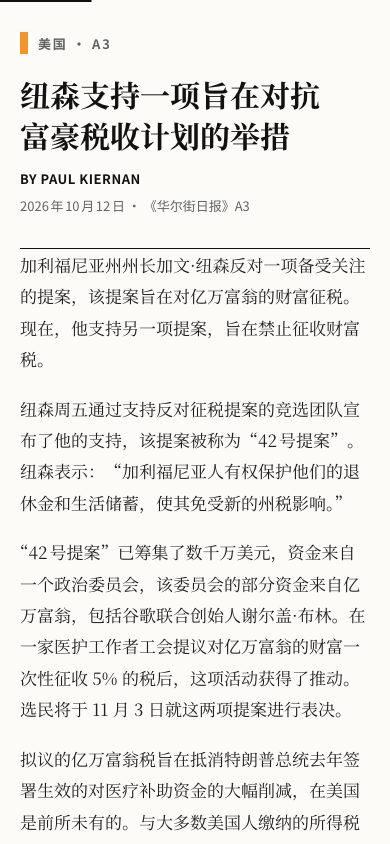 美国 • A3
纽森支持一项旨在对抗
富豪税收计划的举措
BY PAUL KIERNAN
2026年10月12日 • 《华尔街日报》A3
加利福尼亚州州长加文·纽森反对一项备受关注
的提案，该提案旨在对亿万富翁的财富征税。
现在，他支持另一项提案，旨在禁止征收财富
税。
纽森周五通过支持反对征税提案的竞选团队宣
布了他的支持，该提案被称为“42号提案”。
纽森表示：“加利福尼亚人有权保护他们的退
休金和生活储蓄，使其免受新的州税影响。”
“42号提案”已筹集了数千万美元，资金来自
一个政治委员会，该委员会的部分资金来自亿
万富翁，包括谷歌联合创始人谢尔盖·布林。在
一家医护工作者工会提议对亿万富翁的财富一
次性征收 5% 的税后，这项活动获得了推动。
选民将于 11 月 3 日就这两项提案进行表决。
拟议的亿万富翁税旨在抵消特朗普总统去年签
署生效的对医疗补助资金的大幅削减，在美国
是前所未有的。与大多数美国人缴纳的所得税